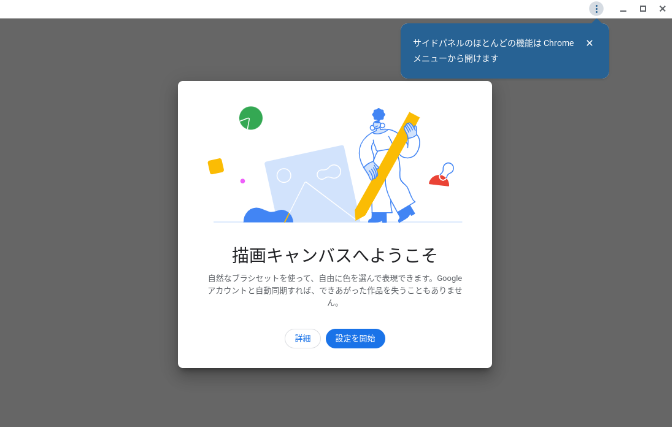 サイドパネルのほとんどの機能は Chrome
メニューから開けます
描画キャンバスへようこそ
自然なブラシセットを使って、自由に色を選んで表現できます。Google
アカウントと自動同期すれば、できあがった作品を失うこともありませ
ん。
詳細
設定を開始